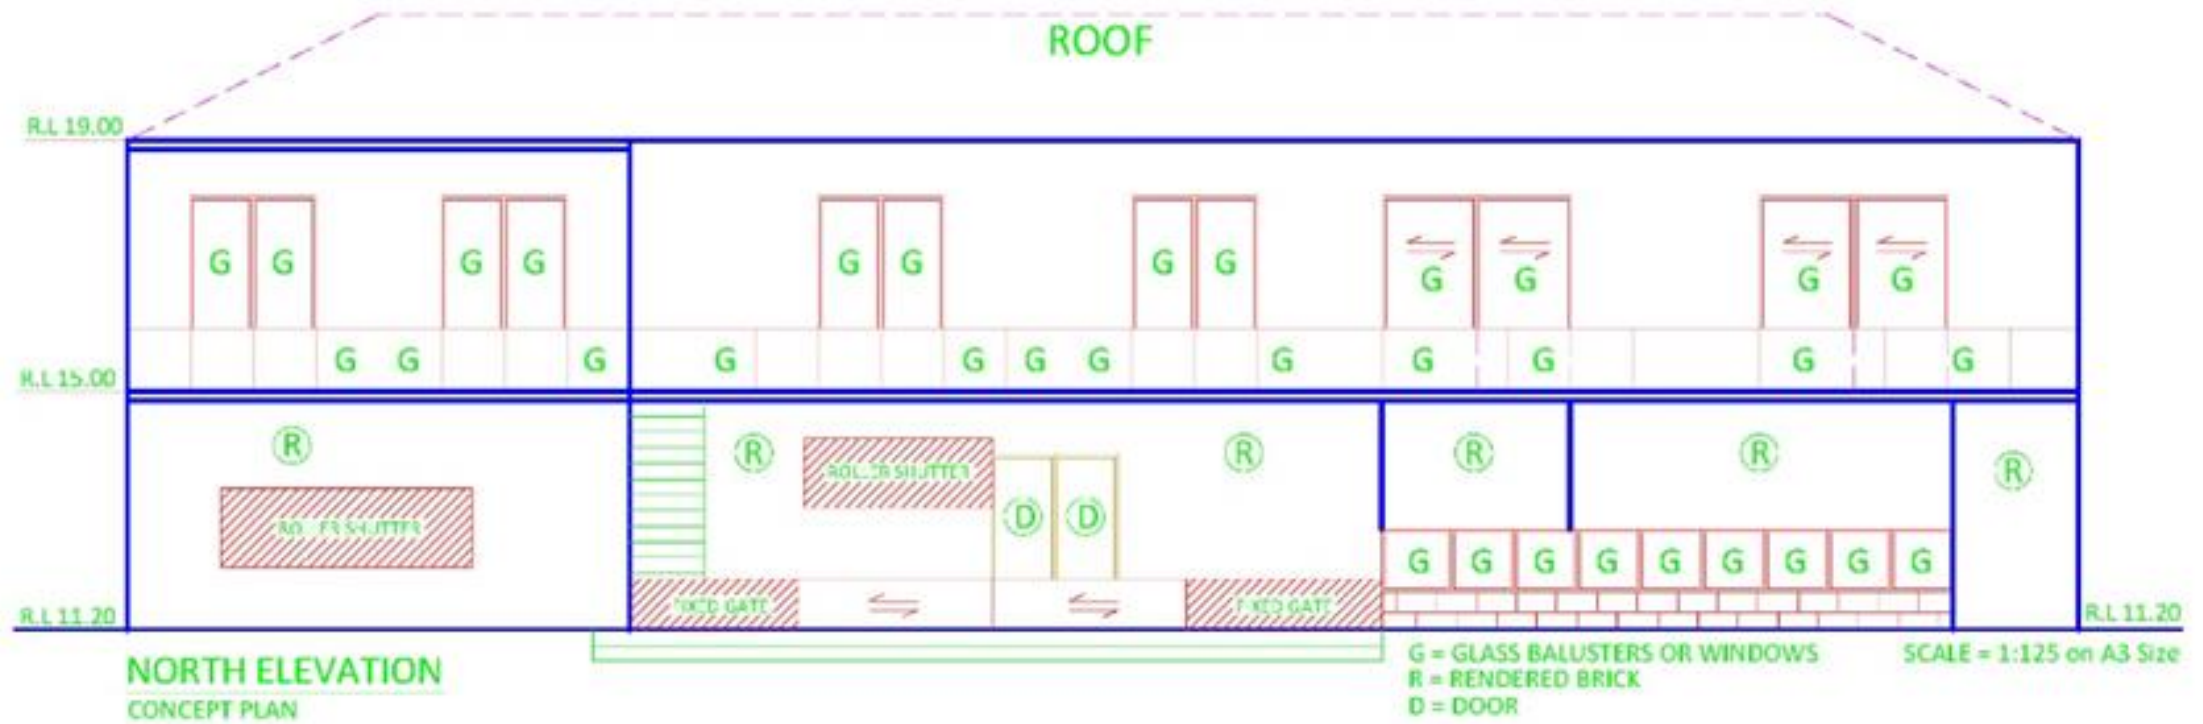 ROOF
R.L 19.00
G G G G G G G G G G G G
G G G G G G G G G G G
R.L 15.00
R R R R R R
ROLLER SHUTTER
D D
ROLLER SHUTTER
G G G G G G G G G
FIXED GATE FIXED GATE
R.L 11.20 R.L 11.20
NORTH ELEVATION
CONCEPT PLAN
G = GLASS BALUSTERS OR WINDOWS
R = RENDERED BRICK
D = DOOR
SCALE = 1:125 on A3 Size